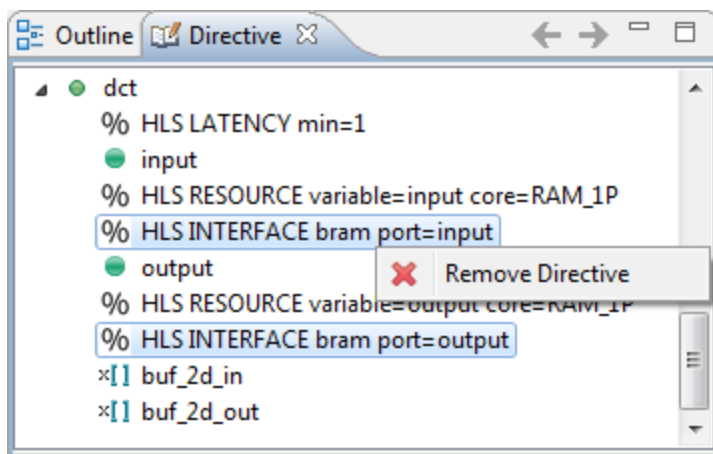 Outline Directive
dct
% HLS LATENCY min=1
input
% HLS RESOURCE variable=input core=RAM_1P
% HLS INTERFACE bram port=input
output
Remove Directive
% HLS RESOURCE variable=output core=RAM_1P
% HLS INTERFACE bram port=output
x[] buf_2d_in
x[] buf_2d_out